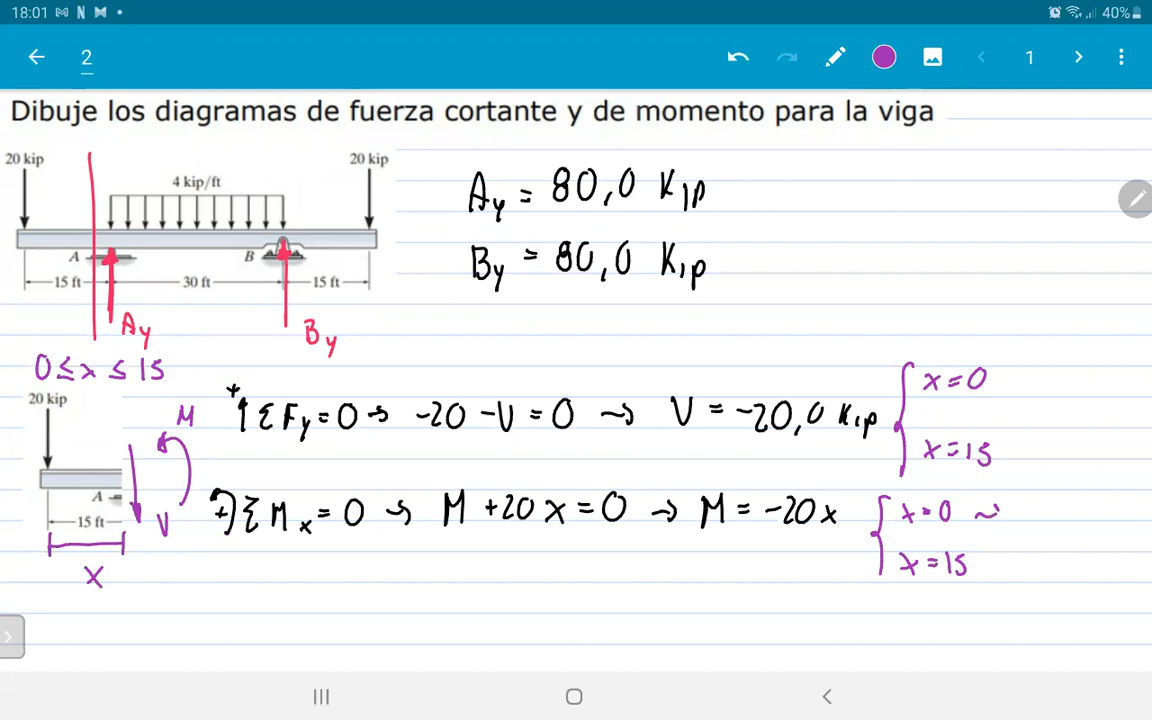 18:01
40%
2
1
Dibuje los diagramas de fuerza cortante y de momento para la viga
20 kip
20 kip
4 kip/ft
A
B
15 ft
30 ft
15 ft
Ay
By
Ay = 80,0 Kip
By = 80,0 Kip
0 ≤ x ≤ 15
20 kip
M
A
15 ft
V
x
+↑ΣFy = 0 → -20 - V = 0 → V = -20,0 Kip { x = 0
x = 15
+) ΣMx = 0 → M + 20x = 0 → M = -20x { x = 0 →
x = 15